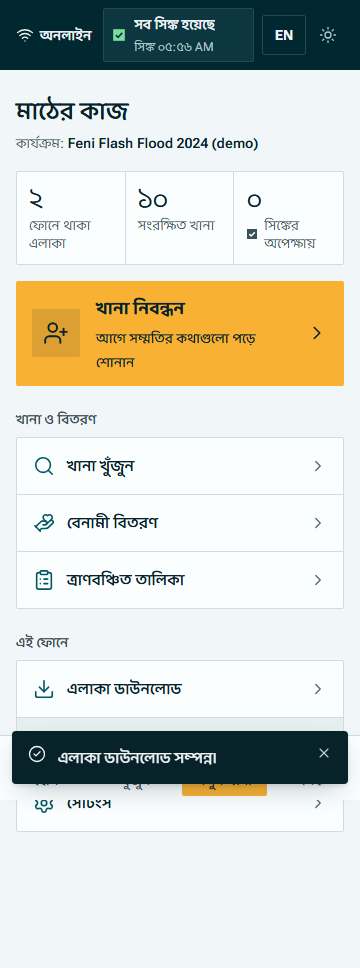 অনলাইন
সব সিঙ্ক হয়েছে
সিঙ্ক ০৫:৫৬ AM
EN
মাঠের কাজ
কার্যক্রম: Feni Flash Flood 2024 (demo)
২
ফোনে থাকা
এলাকা
১০
সংরক্ষিত খানা
০
সিঙ্কের
অপেক্ষায়
খানা নিবন্ধন
আগে সম্মতির কথাগুলো পড়ে
শোনান
খানা ও বিতরণ
খানা খুঁজুন
বেনামী বিতরণ
ত্রাণবঞ্চিত তালিকা
এই ফোনে
এলাকা ডাউনলোড
এলাকা ডাউনলোড সম্পন্ন।
সেটিংস